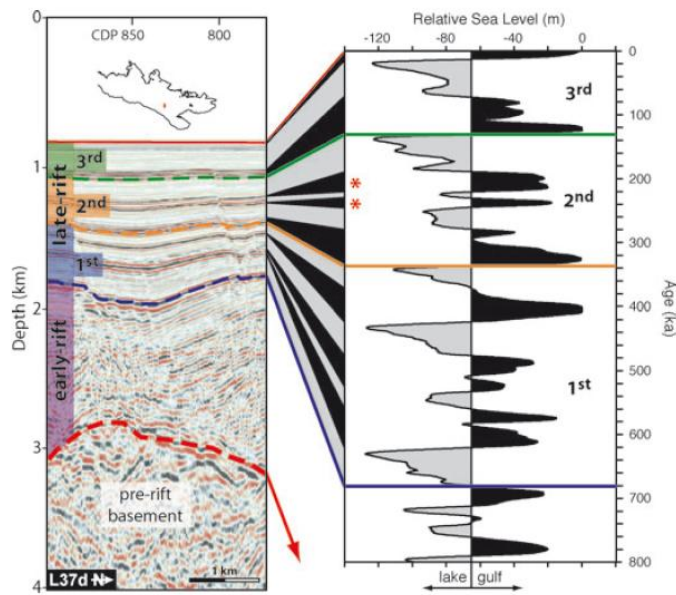 CDP 850 800
0
1
2
3
4
Depth (km)
3rd
2nd
1st
late-rift
early-rift
pre-rift
basement
L37d N
1 km
Relative Sea Level (m)
-120 -80 -40 0
0
100
200
300
400
500
600
700
800
Age (ka)
3rd
*
*
2nd
1st
lake gulf